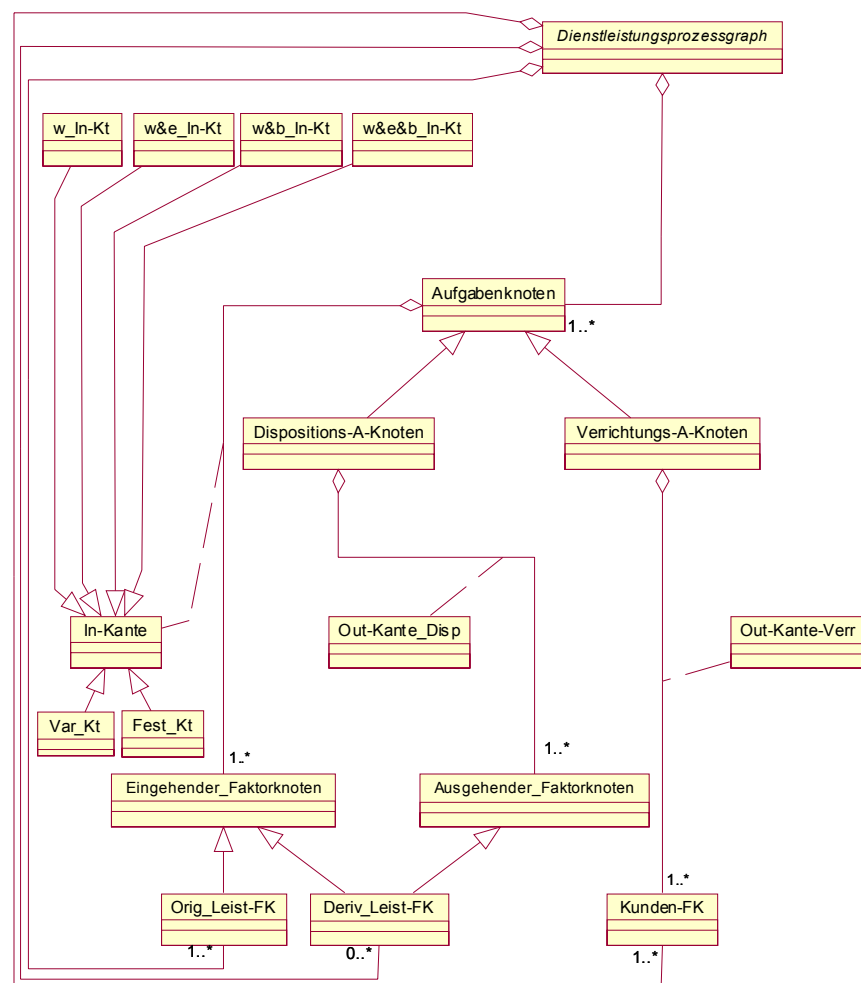 Dienstleistungsprozessgraph
w_In-Kt
w&e_In-Kt
w&b_In-Kt
w&e&b_In-Kt
Aufgabenknoten
1..*
Dispositions-A-Knoten
Verrichtungs-A-Knoten
In-Kante
Out-Kante_Disp
Out-Kante-Verr
Var_Kt
Fest_Kt
1..*
1..*
Eingehender_Faktorknoten
Ausgehender_Faktorknoten
1..*
Orig_Leist-FK
Deriv_Leist-FK
Kunden-FK
1..*
0..*
1..*